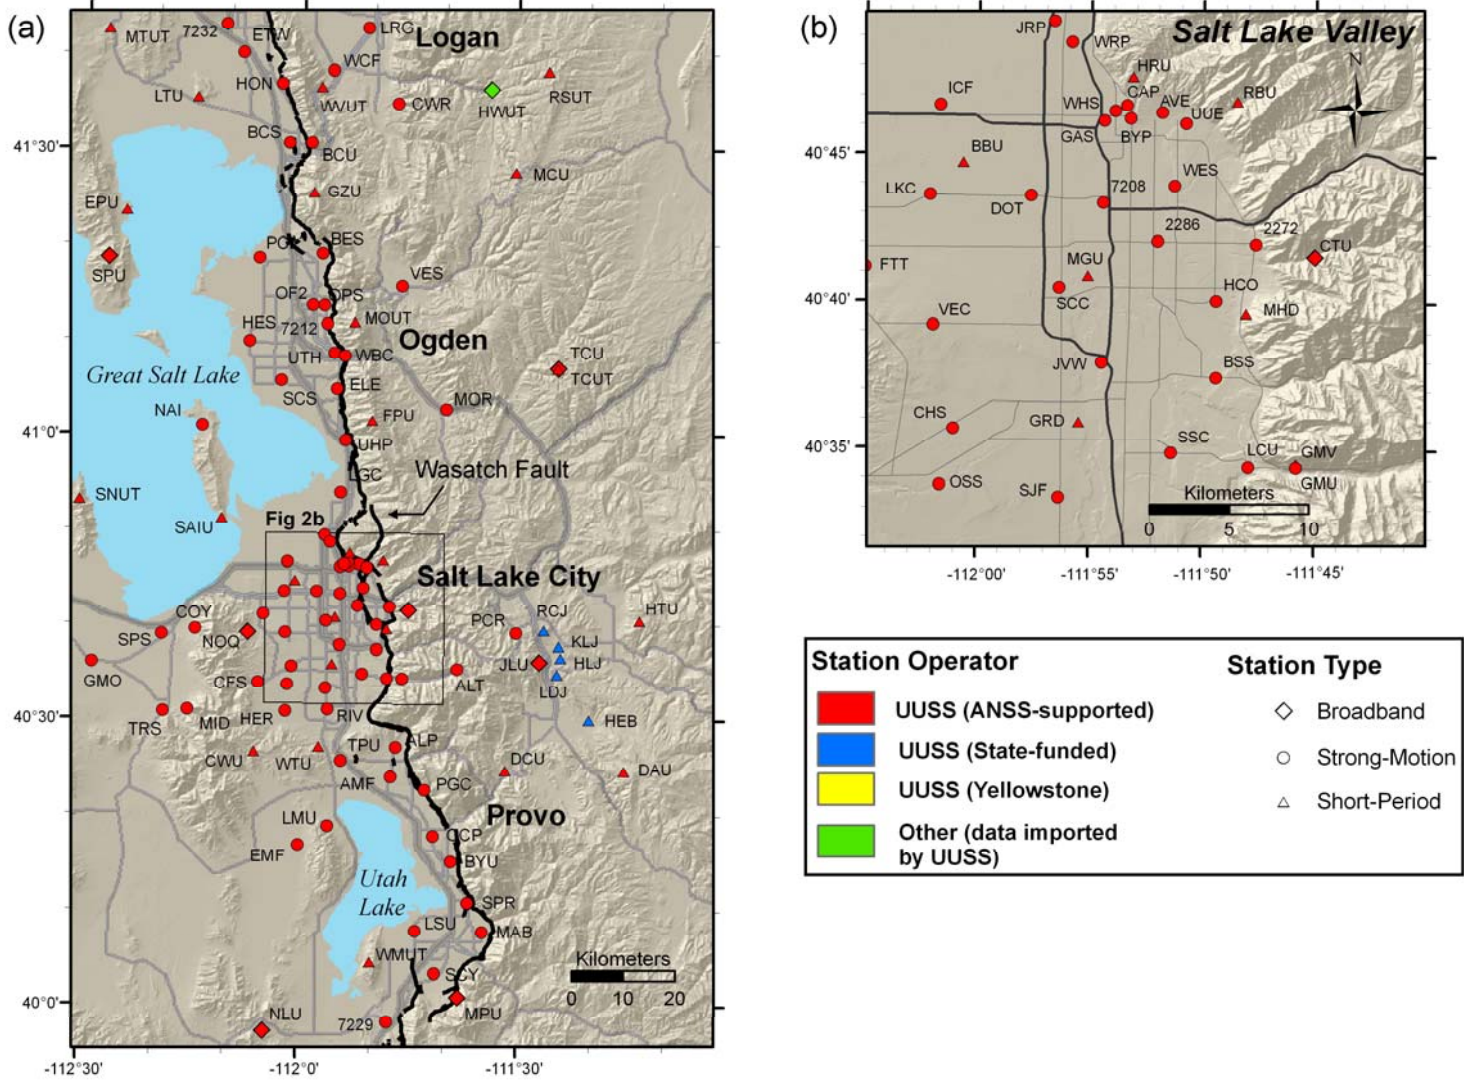 (a)
MTUT
7232
ETW
LRC
Logan
WCF
HON
LTU
WVUT
CWR
HWUT
RSUT
41°30'
BCS
BCU
GZU
MCU
EPU
SPU
BES
VES
OF2
OPS
HES
7212
MOUT
Ogden
UTH
WBC
TCU
TCUT
Great Salt Lake
SCS
ELE
NAI
MOR
FPU
41°0'
UHP
LGC
Wasatch Fault
SNUT
SAIU
Fig 2b
Salt Lake City
COY
SPS
NOQ
PCR
RCJ
HTU
KLJ
JLU
HLJ
LDJ
GMO
CFS
ALT
40°30'
TRS
MID
HER
RIV
HEB
CWU
WTU
TPU
ALP
DCU
DAU
AMF
PGC
LMU
Provo
CCP
EMF
BYU
Utah
Lake
SPR
LSU
MAB
WMUT
SCY
Kilometers
0 10 20
40°0'
NLU
7229
MPU
-112°30'
-112°0'
-111°30'
(b)
Salt Lake Valley
JRP
WRP
N
HRU
ICF
WHS
CAP
AVE
RBU
GAS
BYP
UUE
40°45'
BBU
WES
LKC
DOT
7208
2286
2272
CTU
FTT
MGU
40°40'
SCC
HCO
MHD
VEC
JVW
BSS
CHS
GRD
40°35'
SSC
LCU
GMV
GMU
OSS
SJF
Kilometers
0 5 10
-112°00'
-111°55'
-111°50'
-111°45'
Station Operator
UUSS (ANSS-supported)
UUSS (State-funded)
UUSS (Yellowstone)
Other (data imported
by UUSS)
Station Type
Broadband
Strong-Motion
Short-Period